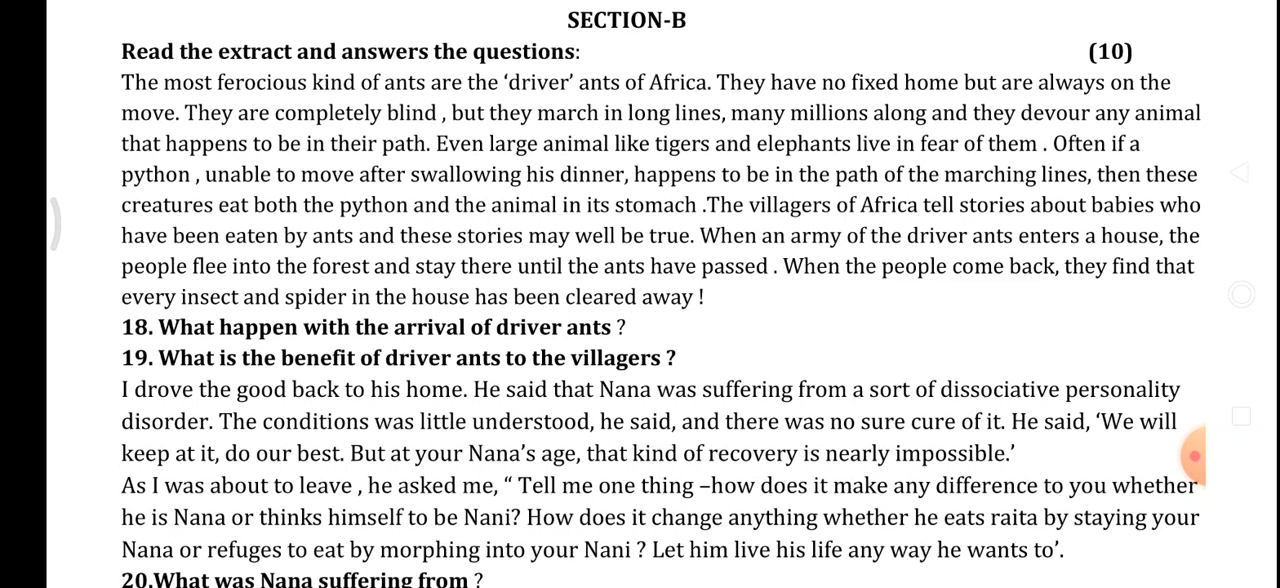 SECTION-B
Read the extract and answers the questions: (10)
The most ferocious kind of ants are the ‘driver’ ants of Africa. They have no fixed home but are always on the
move. They are completely blind , but they march in long lines, many millions along and they devour any animal
that happens to be in their path. Even large animal like tigers and elephants live in fear of them . Often if a
python , unable to move after swallowing his dinner, happens to be in the path of the marching lines, then these
creatures eat both the python and the animal in its stomach .The villagers of Africa tell stories about babies who
have been eaten by ants and these stories may well be true. When an army of the driver ants enters a house, the
people flee into the forest and stay there until the ants have passed . When the people come back, they find that
every insect and spider in the house has been cleared away !
18. What happen with the arrival of driver ants ?
19. What is the benefit of driver ants to the villagers ?
I drove the good back to his home. He said that Nana was suffering from a sort of dissociative personality
disorder. The conditions was little understood, he said, and there was no sure cure of it. He said, ‘We will
keep at it, do our best. But at your Nana’s age, that kind of recovery is nearly impossible.’
As I was about to leave , he asked me, “ Tell me one thing –how does it make any difference to you whether
he is Nana or thinks himself to be Nani? How does it change anything whether he eats raita by staying your
Nana or refuges to eat by morphing into your Nani ? Let him live his life any way he wants to’.
20.What was Nana suffering from ?